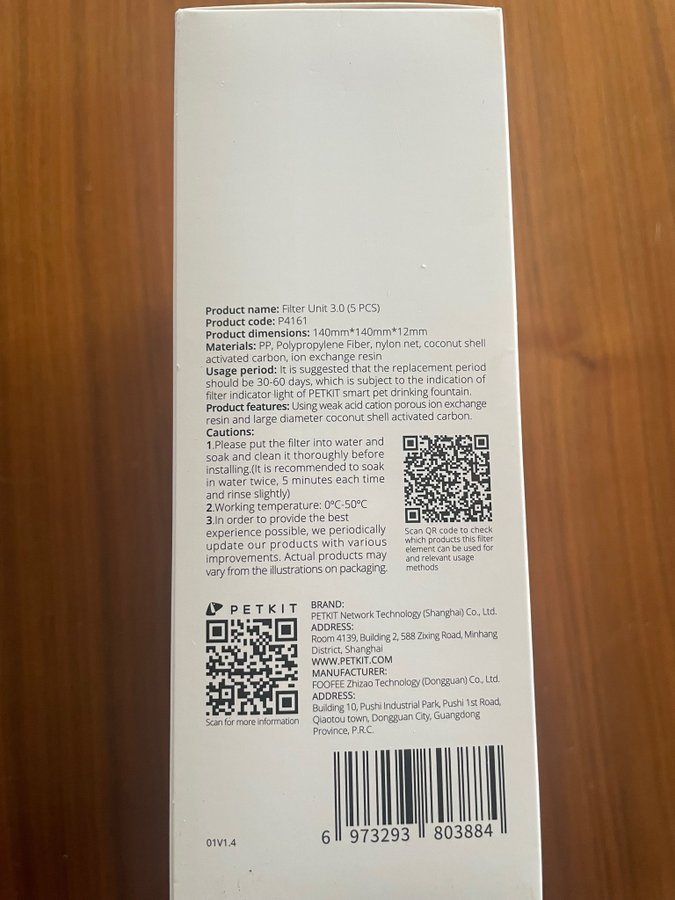 Product name: Filter Unit 3.0 (5 PCS)
Product code: P4161
Product dimensions: 140mm*140mm*12mm
Materials: PP, Polypropylene Fiber, nylon net, coconut shell
activated carbon, ion exchange resin
Usage period: It is suggested that the replacement period
should be 30-60 days, which is subject to the indication of
filter indicator light of PETKIT smart pet drinking fountain.
Product features: Using weak acid cation porous ion exchange
resin and large diameter coconut shell activated carbon.
Cautions:
1.Please put the filter into water and
soak and clean it thoroughly before
installing.(It is recommended to soak
in water twice, 5 minutes each time
and rinse slightly)
2.Working temperature: 0°C-50°C
3.In order to provide the best
experience possible, we periodically
update our products with various
improvements. Actual products may
vary from the illustrations on packaging.
Scan QR code to check
which products this filter
element can be used for
and relevant usage
methods
PETKIT
Scan for more information
BRAND:
PETKIT Network Technology (Shanghai) Co., Ltd.
ADDRESS:
Room 4139, Building 2, 588 Zixing Road, Minhang
District, Shanghai
WWW.PETKIT.COM
MANUFACTURER:
FOOFEE Zhizao Technology (Dongguan) Co., Ltd.
ADDRESS:
Building 10, Pushi Industrial Park, Pushi 1st Road,
Qiaotou town, Dongguan City, Guangdong
Province, P.R.C.
01V1.4
6 973293 803884